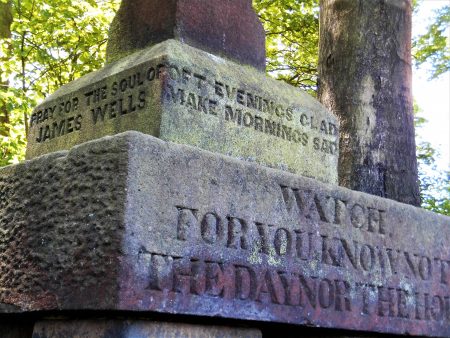 PRAY FOR THE SOUL OF
JAMES WELLS
OFT EVENINGS GLAD
MAKE MORNINGS SAD
WATCH
FOR YOU KNOW NOT
THE DAY NOR THE HO